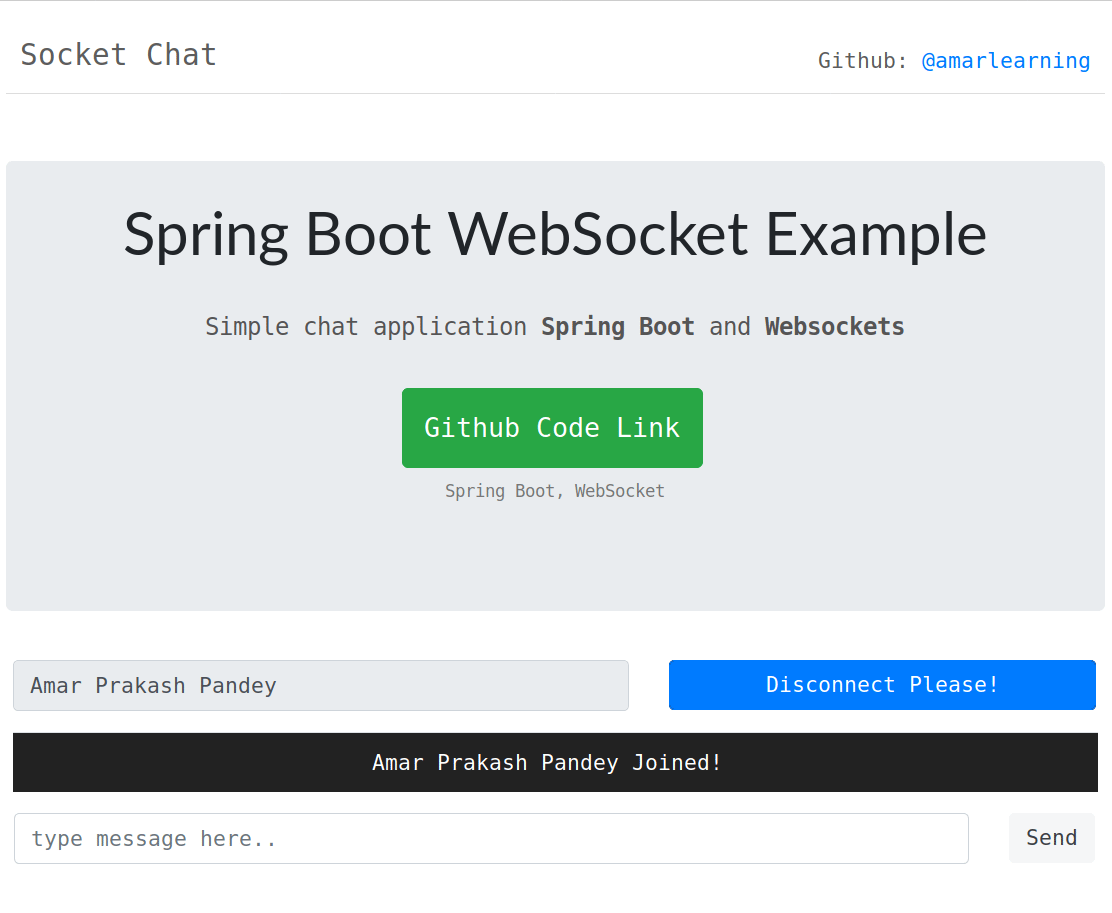 Socket Chat
Github: @amarlearning
Spring Boot WebSocket Example
Simple chat application Spring Boot and Websockets
Github Code Link
Spring Boot, WebSocket
Amar Prakash Pandey
Disconnect Please!
Amar Prakash Pandey Joined!
type message here..
Send